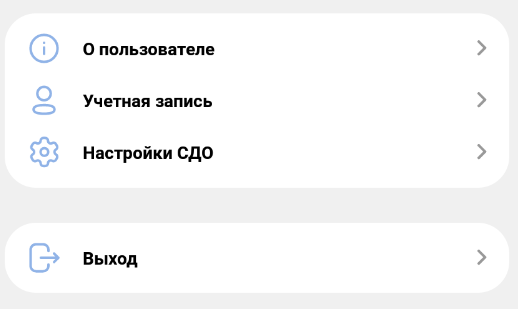 О пользователе
Учетная запись
Настройки СДО
Выход